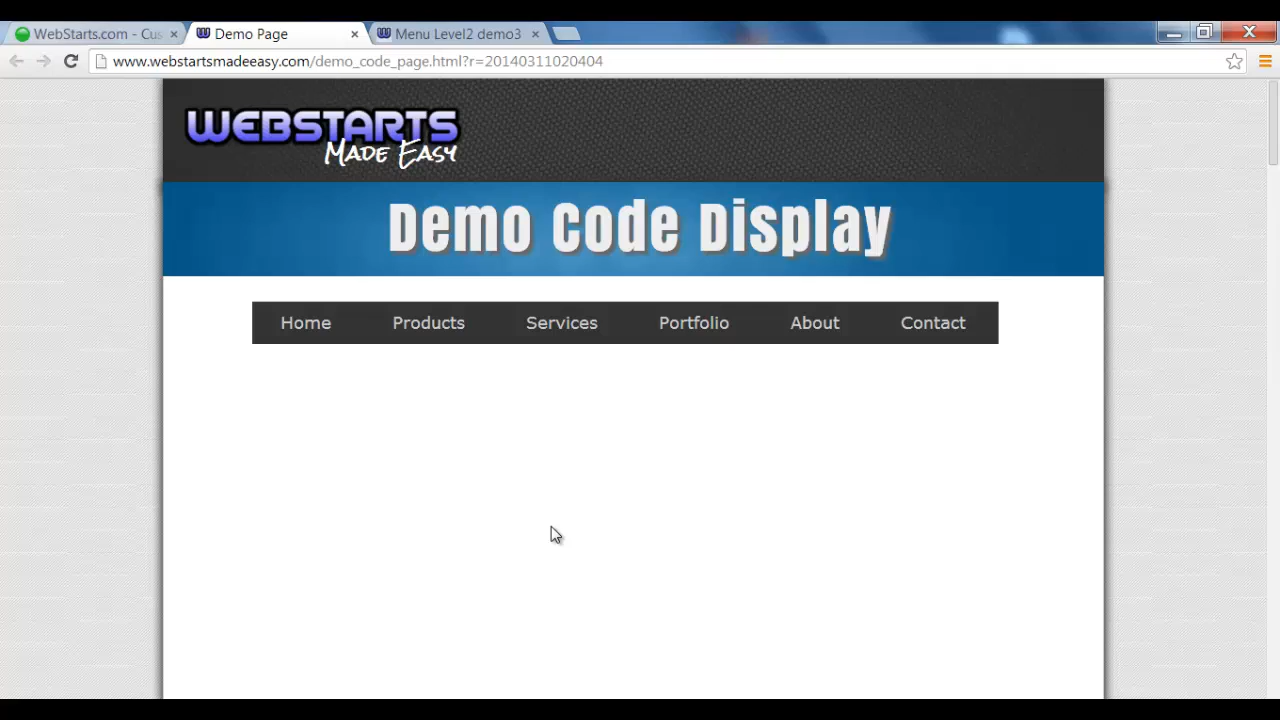 WebStarts.com - Cus
Demo Page
Menu Level2 demo3
www.webstartsmadeeasy.com/demo_code_page.html?r=20140311020404
WEBSTARTS
Made Easy
Demo Code Display
Home Products Services Portfolio About Contact